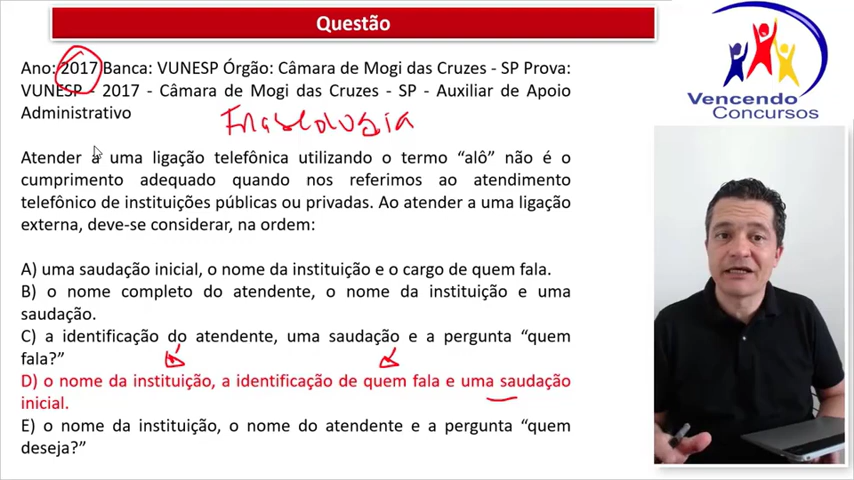 Questão
Ano: 2017 Banca: VUNESP Órgão: Câmara de Mogi das Cruzes - SP Prova:
VUNESP - 2017 - Câmara de Mogi das Cruzes - SP - Auxiliar de Apoio
Administrativo
Fraseologia
Atender a uma ligação telefônica utilizando o termo “alô” não é o
cumprimento adequado quando nos referimos ao atendimento
telefônico de instituições públicas ou privadas. Ao atender a uma ligação
externa, deve-se considerar, na ordem:
A) uma saudação inicial, o nome da instituição e o cargo de quem fala.
B) o nome completo do atendente, o nome da instituição e uma
saudação.
C) a identificação do atendente, uma saudação e a pergunta “quem
fala?”
D) o nome da instituição, a identificação de quem fala e uma saudação
inicial.
E) o nome da instituição, o nome do atendente e a pergunta “quem
deseja?”
Vencendo
Concursos